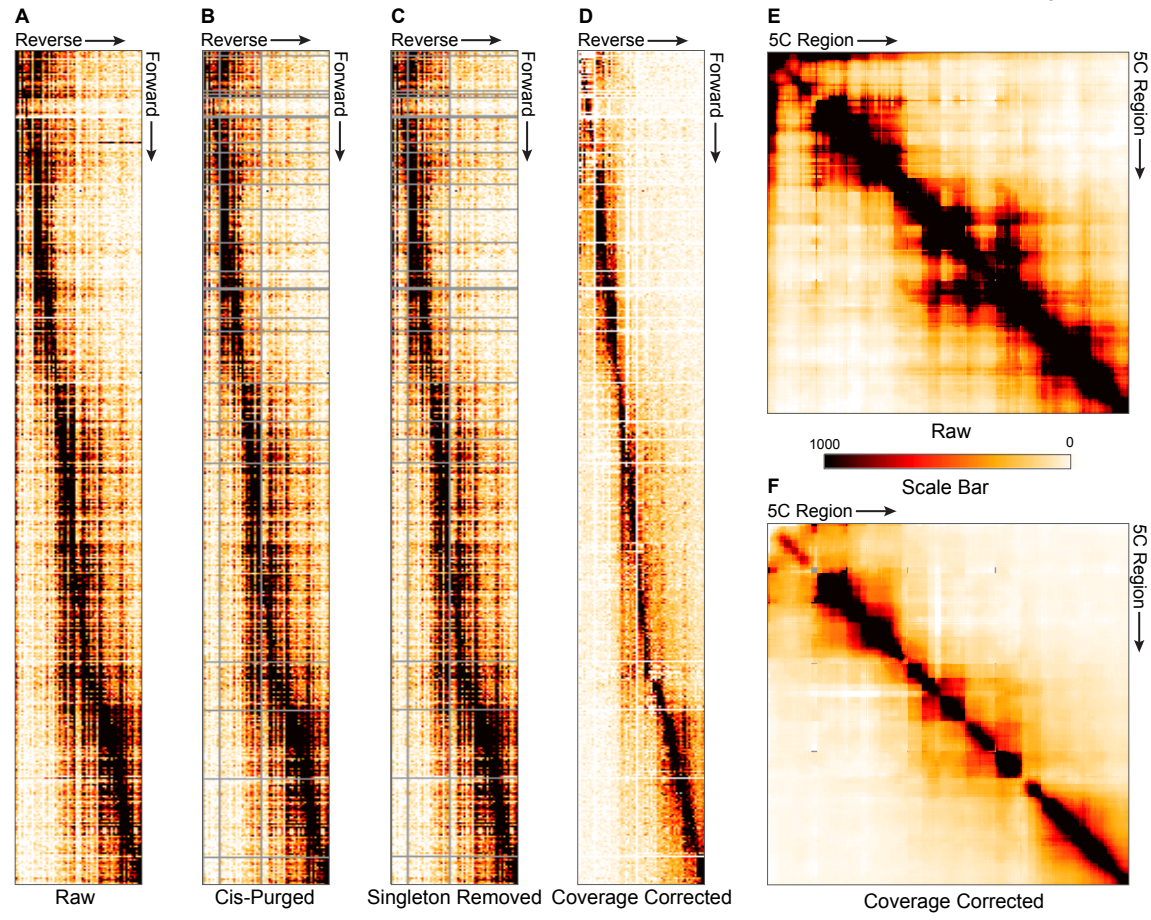 A
Reverse
Forward
Raw
B
Reverse
Forward
Cis-Purged
C
Reverse
Forward
Singleton Removed
D
Reverse
Forward
Coverage Corrected
E
5C Region
5C Region
Raw
1000
0
Scale Bar
F
5C Region
5C Region
Coverage Corrected